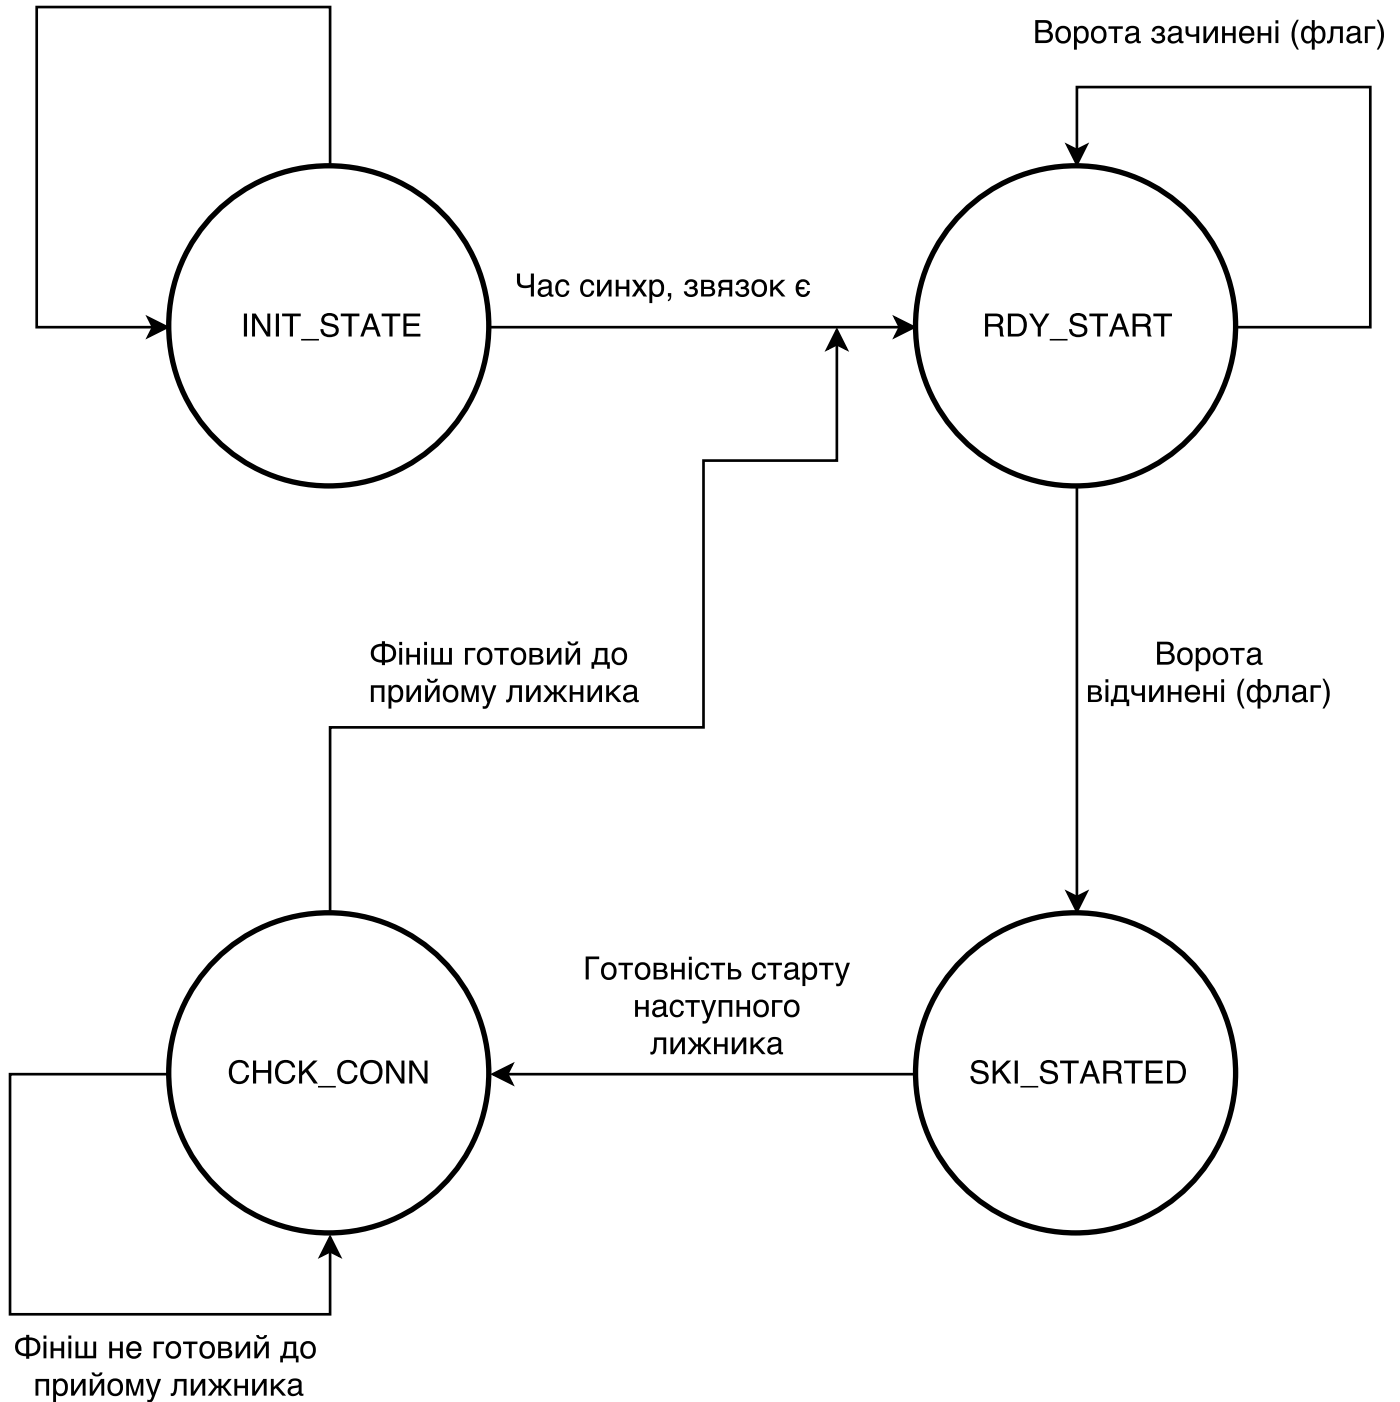 Ворота зачинені (флаг)
Час синхр, звязок є
INIT_STATE
RDY_START
Фініш готовий до
прийому лижника
Ворота
відчинені (флаг)
Готовність старту
наступного
лижника
CHCK_CONN
SKI_STARTED
Фініш не готовий до
прийому лижника